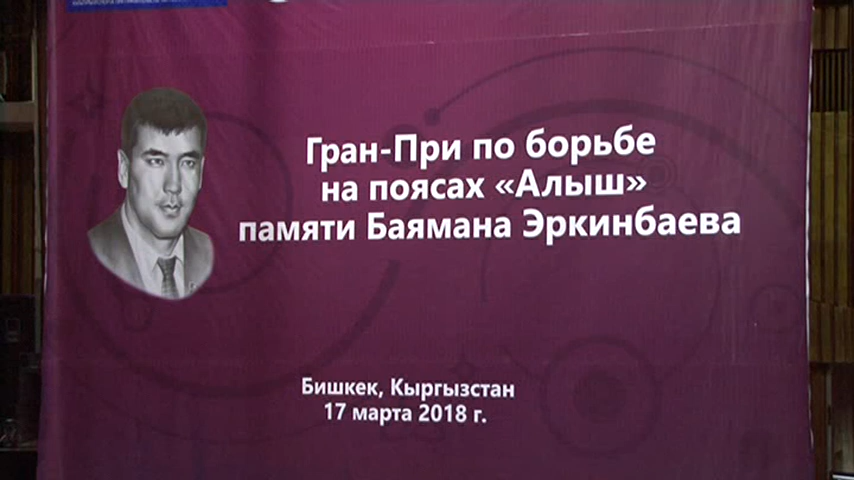 Гран-При по борьбе
на поясах «Алыш»
памяти Баямана Эркинбаева
Бишкек, Кыргызстан
17 марта 2018 г.